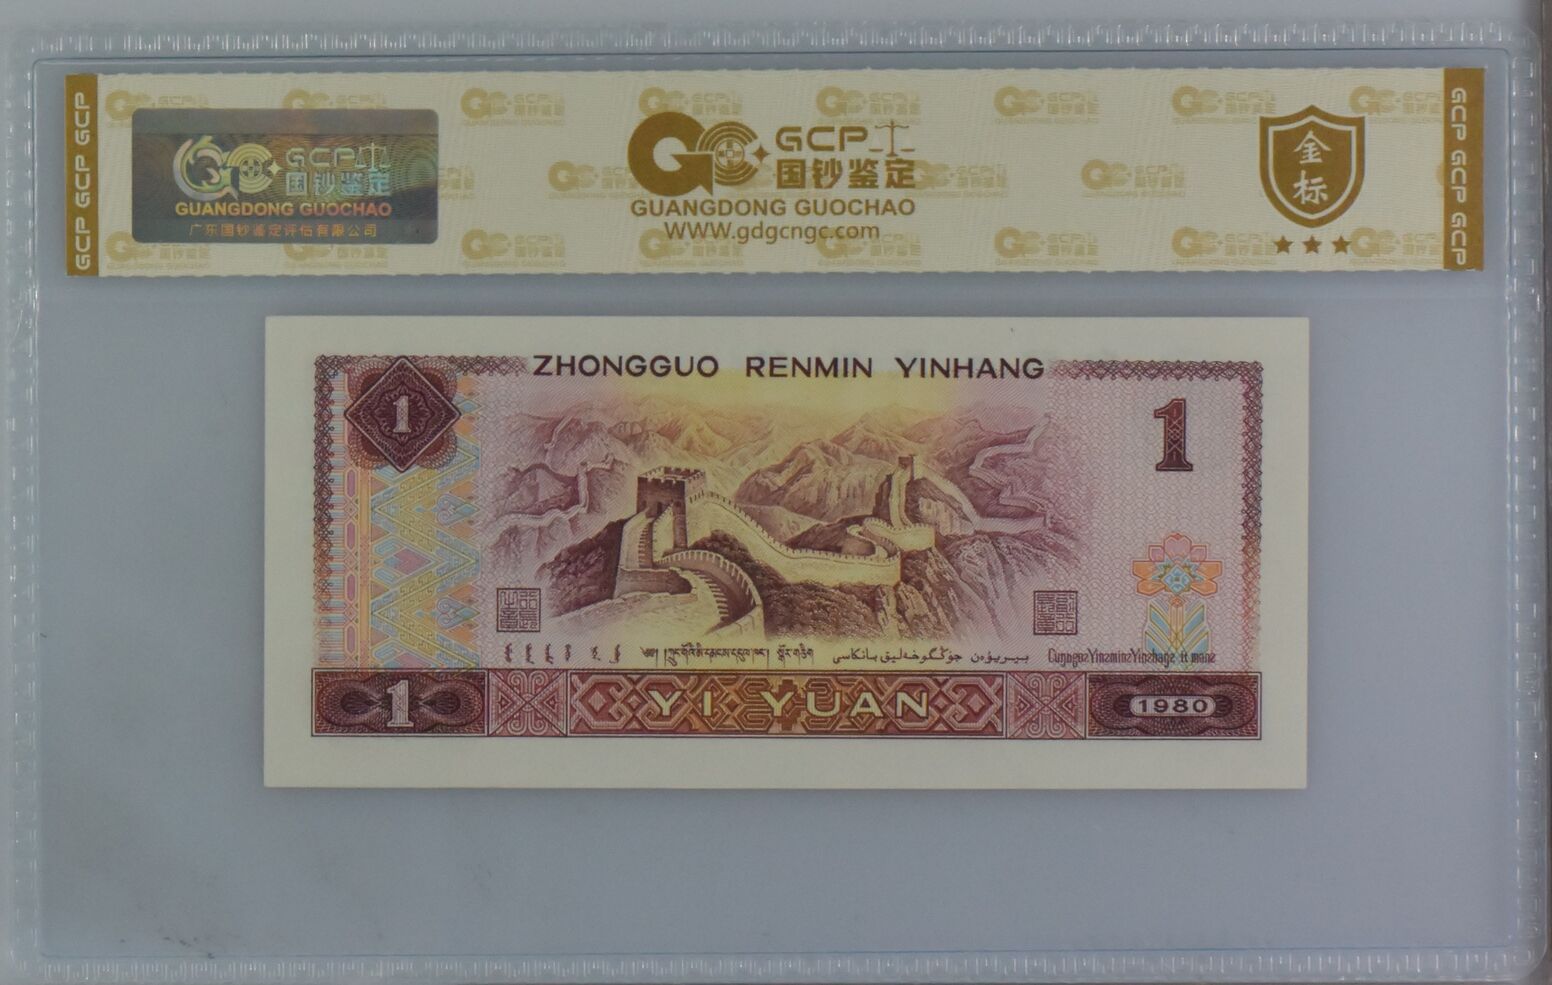 GCP GCP GCP
GCP
国钞鉴定
GUANGDONG GUOCHAO
广东国钞鉴定评估有限公司
GCP
国钞鉴定
GUANGDONG GUOCHAO
WWW.gdgcngc.com
金标
GCP GCP GCP
ZHONGGUO RENMIN YINHANG
1
1
YI YUAN
1
1980